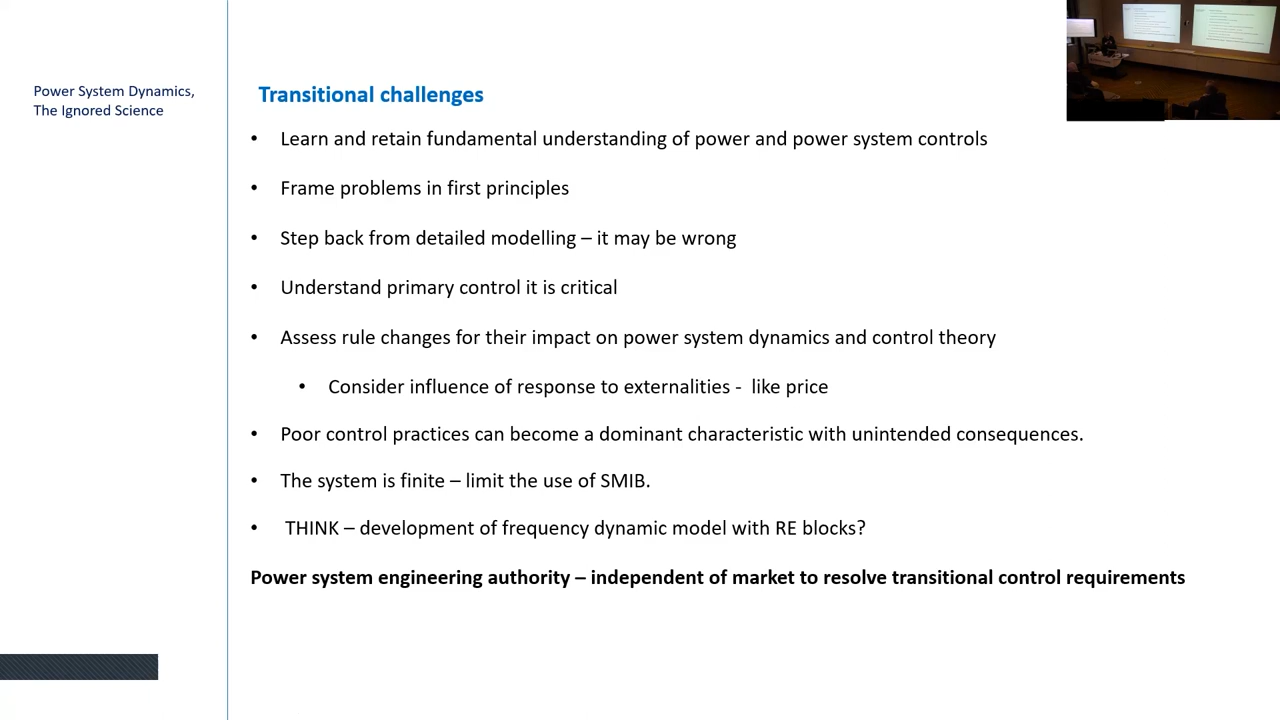 Power System Dynamics,
The Ignored Science
Transitional challenges
• Learn and retain fundamental understanding of power and power system controls
• Frame problems in first principles
• Step back from detailed modelling – it may be wrong
• Understand primary control it is critical
• Assess rule changes for their impact on power system dynamics and control theory
• Consider influence of response to externalities - like price
• Poor control practices can become a dominant characteristic with unintended consequences.
• The system is finite – limit the use of SMIB.
• THINK – development of frequency dynamic model with RE blocks?
Power system engineering authority – independent of market to resolve transitional control requirements